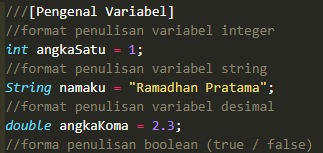 ///[Pengenal Variabel]
//format penulisan variabel integer
int angkaSatu = 1;
//format penulisan variabel string
String namaku = "Ramadhan Pratama";
//format penulisan variabel desimal
double angkaKoma = 2.3;
//forma penulisan boolean (true / false)